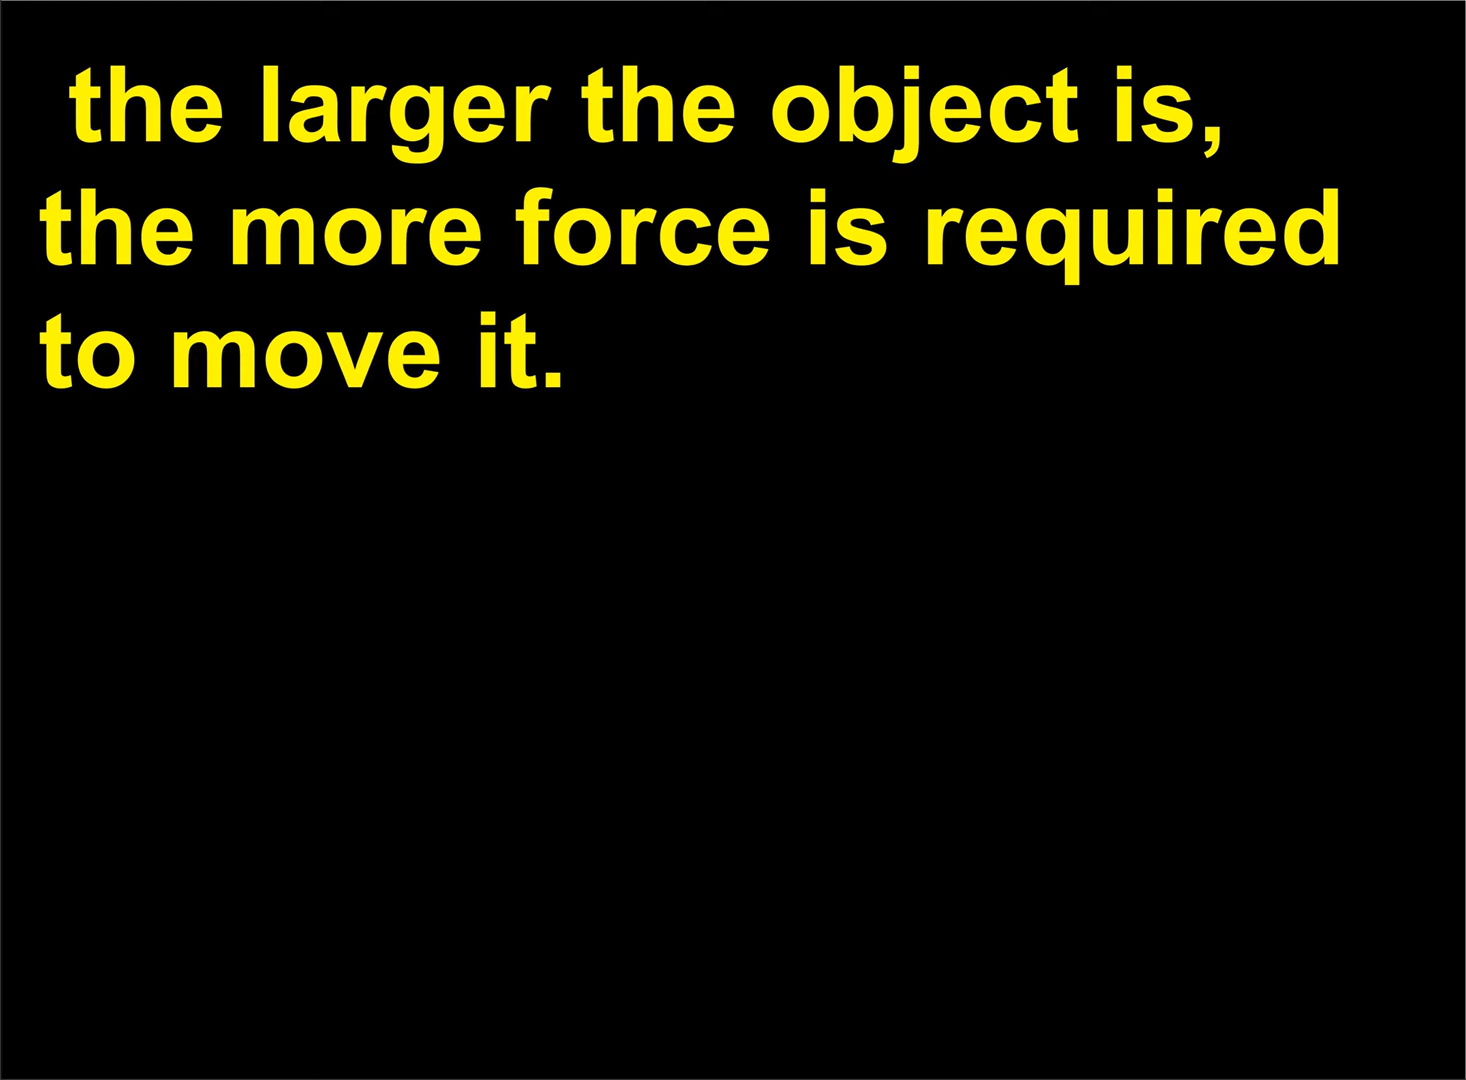 the larger the object is,
the more force is required
to move it.